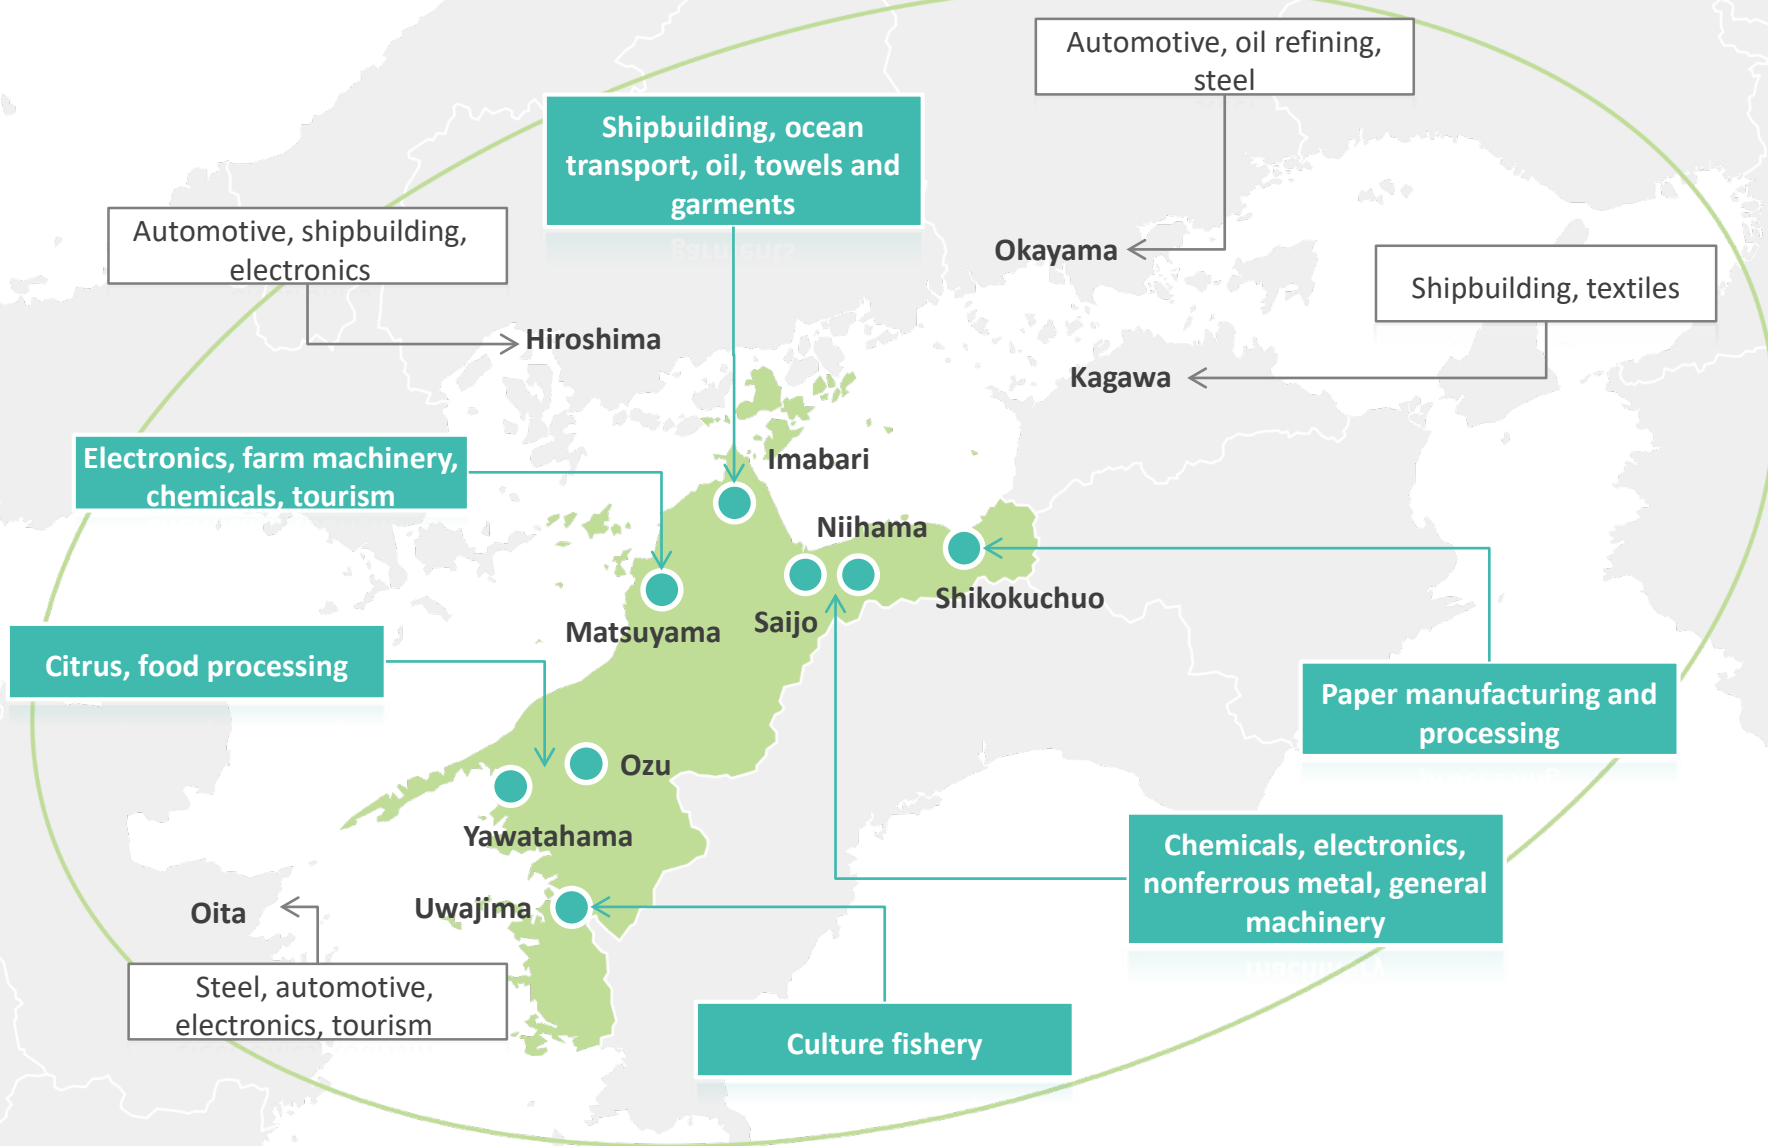 Automotive, oil refining,
steel
Shipbuilding, ocean
transport, oil, towels and
garments
Automotive, shipbuilding,
electronics
Okayama
Shipbuilding, textiles
Hiroshima
Kagawa
Electronics, farm machinery,
chemicals, tourism
Imabari
Niihama
Shikokuchuo
Saijo
Matsuyama
Citrus, food processing
Paper manufacturing and
processing
Ozu
Yawatahama
Chemicals, electronics,
nonferrous metal, general
machinery
Uwajima
Oita
Steel, automotive,
electronics, tourism
Culture fishery